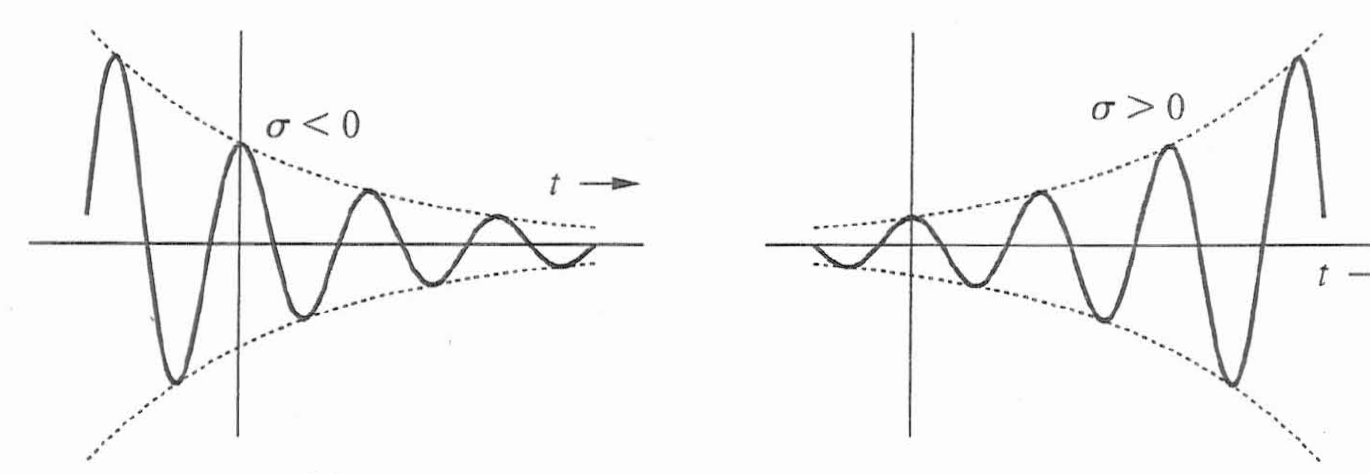 σ < 0
t →
σ > 0
t